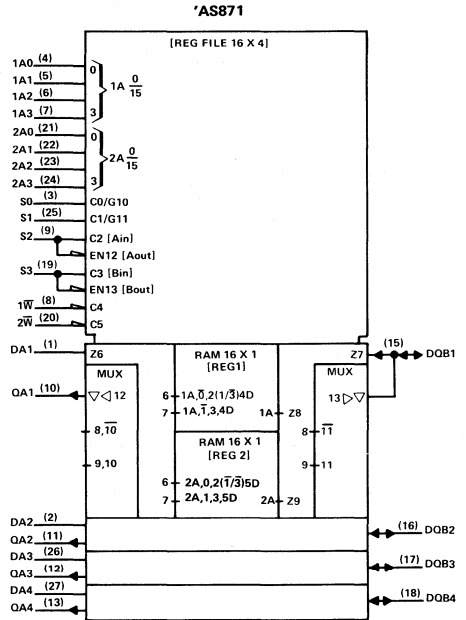 'AS871
[REG FILE 16 X 4]
1A0 (4) 0
1A1 (5)
1A2 (6)
1A3 (7) 3
1A 0/15
2A0 (21) 0
2A1 (22)
2A2 (23)
2A3 (24) 3
2A 0/15
S0 (3) C0/G10
S1 (25) C1/G11
S2 (9) C2 [Ain]
EN12 [Aout]
S3 (19) C3 [Bin]
EN13 [Bout]
1W̅ (8) C4
2W̅ (20) C5
DA1 (1) Z6
RAM 16 X 1
[REG1]
Z7 (15) DQB1
MUX
MUX
QA1 (10) ▽◁ 12
6 1A,0̅,2(1/3̅)4D
7 1A,1̅,3,4D
1A Z8
13 ▷▽
8,1̅0̅
8 1̅1̅
RAM 16 X 1
[REG 2]
9,10
9 11
6 2A,0,2(1̅/3̅)5D
7 2A,1,3,5D
2A Z9
DA2 (2)
QA2 (11)
(16) DQB2
DA3 (26)
QA3 (12)
(17) DQB3
DA4 (27)
QA4 (13)
(18) DQB4